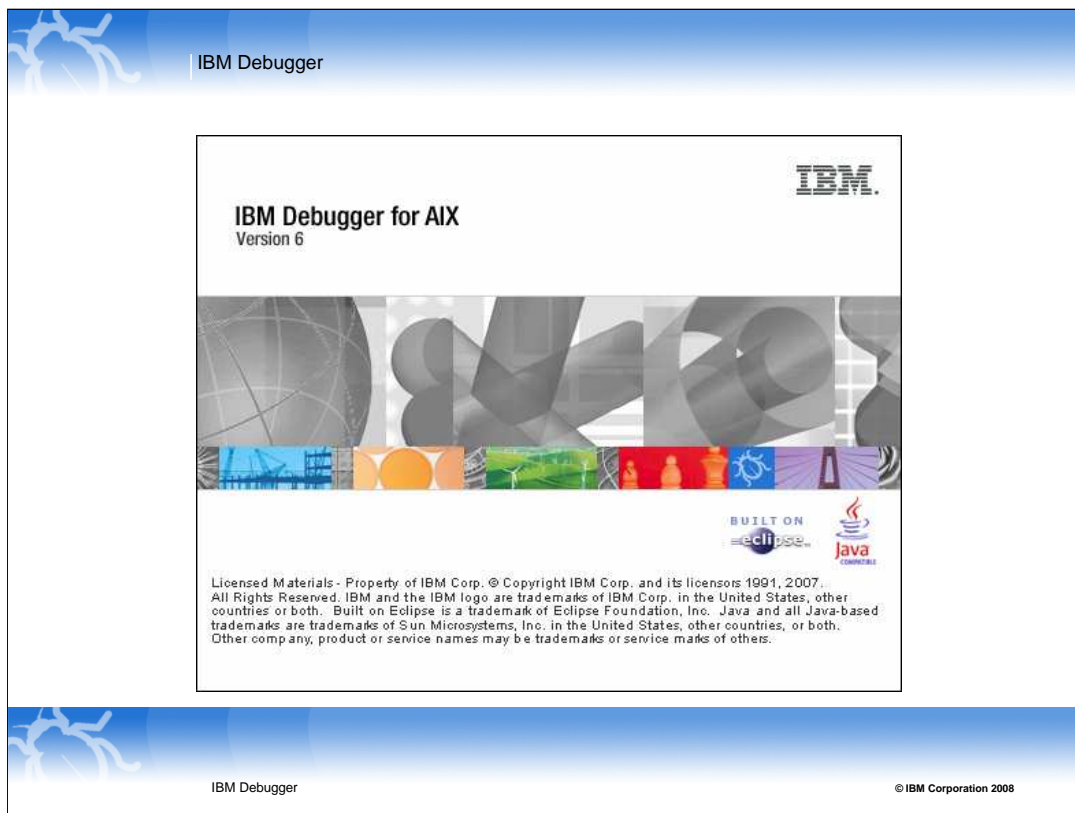 IBM Debugger
IBM.
IBM Debugger for AIX
Version 6
BUILT ON
eclipse™
Java
COMPATIBLE
Licensed Materials - Property of IBM Corp. © Copyright IBM Corp. and its licensors 1991, 2007.
All Rights Reserved. IBM and the IBM logo are trademarks of IBM Corp. in the United States, other
countries or both. Built on Eclipse is a trademark of Eclipse Foundation, Inc. Java and all Java-based
trademarks are trademarks of Sun Microsystems, Inc. in the United States, other countries, or both.
Other company, product or service names may be trademarks or service marks of others.
IBM Debugger
© IBM Corporation 2008